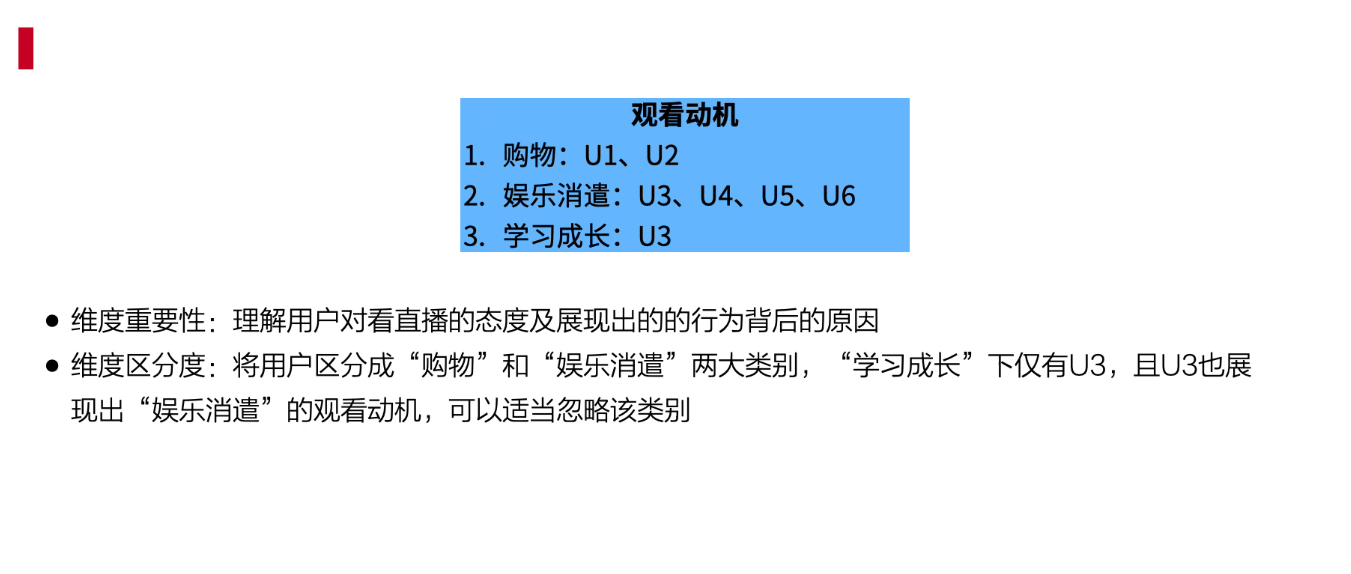 观看动机
1. 购物：U1、U2
2. 娱乐消遣：U3、U4、U5、U6
3. 学习成长：U3
● 维度重要性：理解用户对看直播的态度及展现出的的行为背后的原因
● 维度区分度：将用户区分成“购物”和“娱乐消遣”两大类别，“学习成长”下仅有U3，且U3也展
现出“娱乐消遣”的观看动机，可以适当忽略该类别